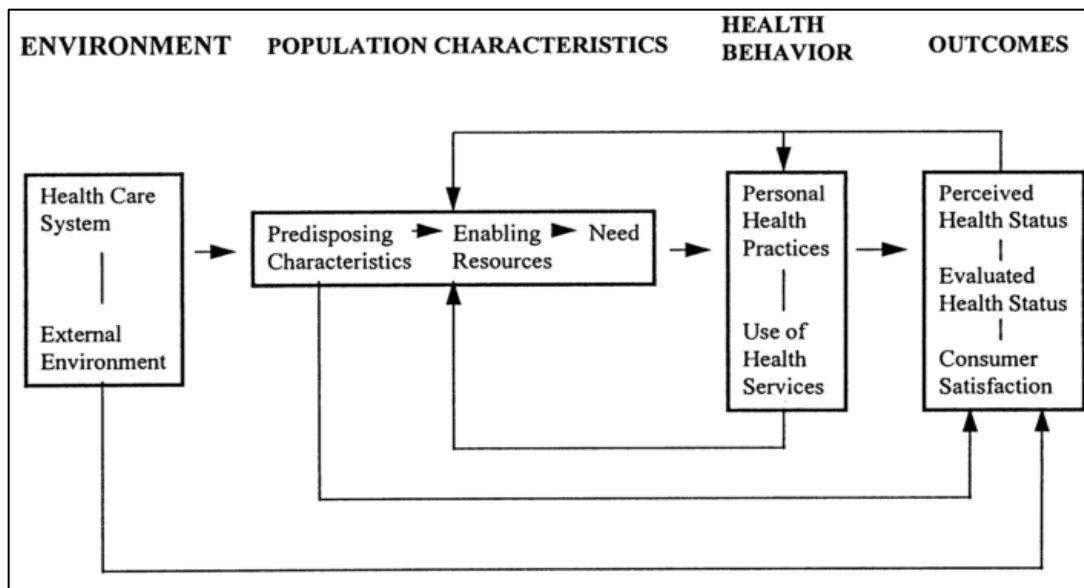 ENVIRONMENT
POPULATION CHARACTERISTICS
HEALTH
BEHAVIOR
OUTCOMES
Health Care
System
External
Environment
Predisposing
Characteristics
Enabling
Resources
Need
Personal
Health
Practices
Use of
Health
Services
Perceived
Health Status
Evaluated
Health Status
Consumer
Satisfaction